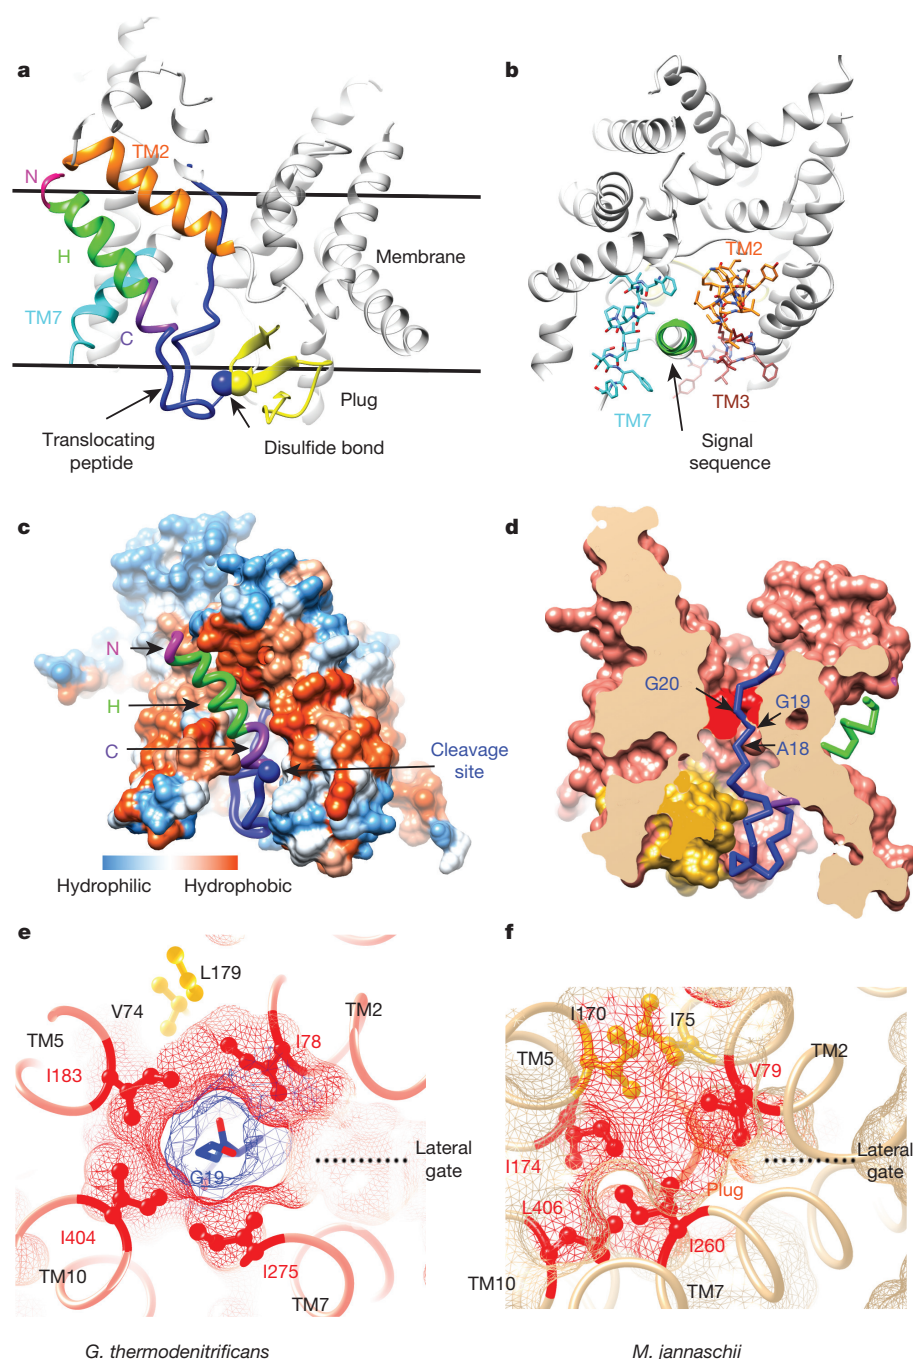 a
TM2
N
H
Membrane
TM7
C
Plug
Translocating
peptide
Disulfide bond
b
TM2
TM7
TM3
Signal
sequence
c
N
H
C
Cleavage
site
Hydrophilic
Hydrophobic
d
G20
G19
A18
e
L179
V74
TM2
TM5
I78
I183
G19
Lateral
gate
I404
I275
TM10
TM7
G. thermodenitrificans
f
I170
I75
TM5
V79
TM2
I174
Lateral
gate
Plug
L406
I260
TM10
TM7
M. jannaschii